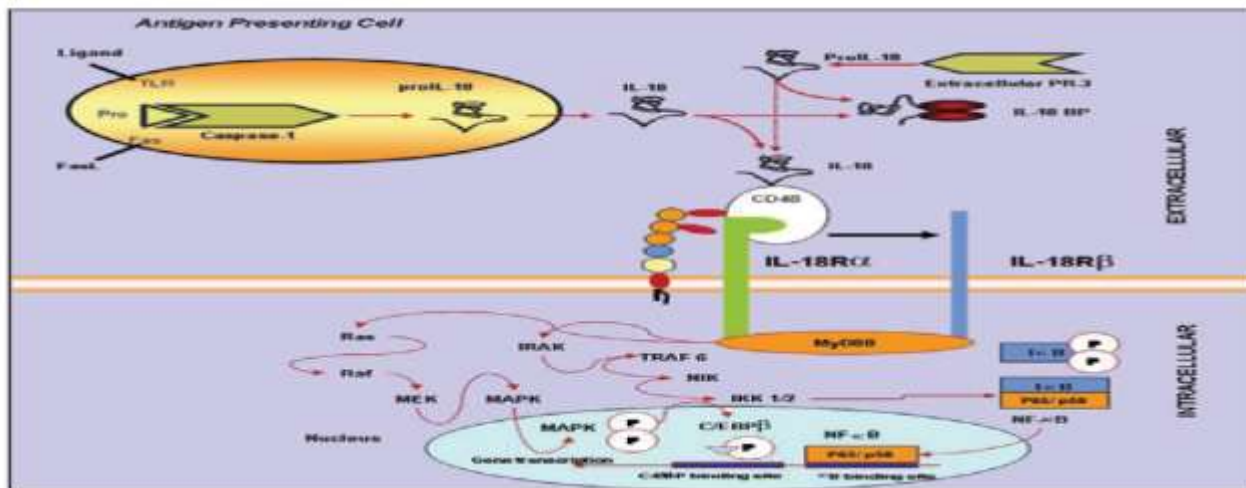 Antigen Presenting Cell
Ligand
TLR
Pro
Caspase-1
Fas
FasL
proIL-18
IL-18
ProIL-18
Extracellular PR-3
IL-18 BP
IL-18
EXTRACELLULAR
IL-18Rα
IL-18Rβ
MyD88
INTRACELLULAR
Ras
Raf
MEK
MAPK
IRAK
TRAF 6
NIK
IKK 1/2
P
P
IκB
IκB
P65/p50
NF-κB
Nucleus
MAPK
P
P
C/EBPβ
P
NF-κB
P65/p50
Gene transcription
binding site
κB binding site